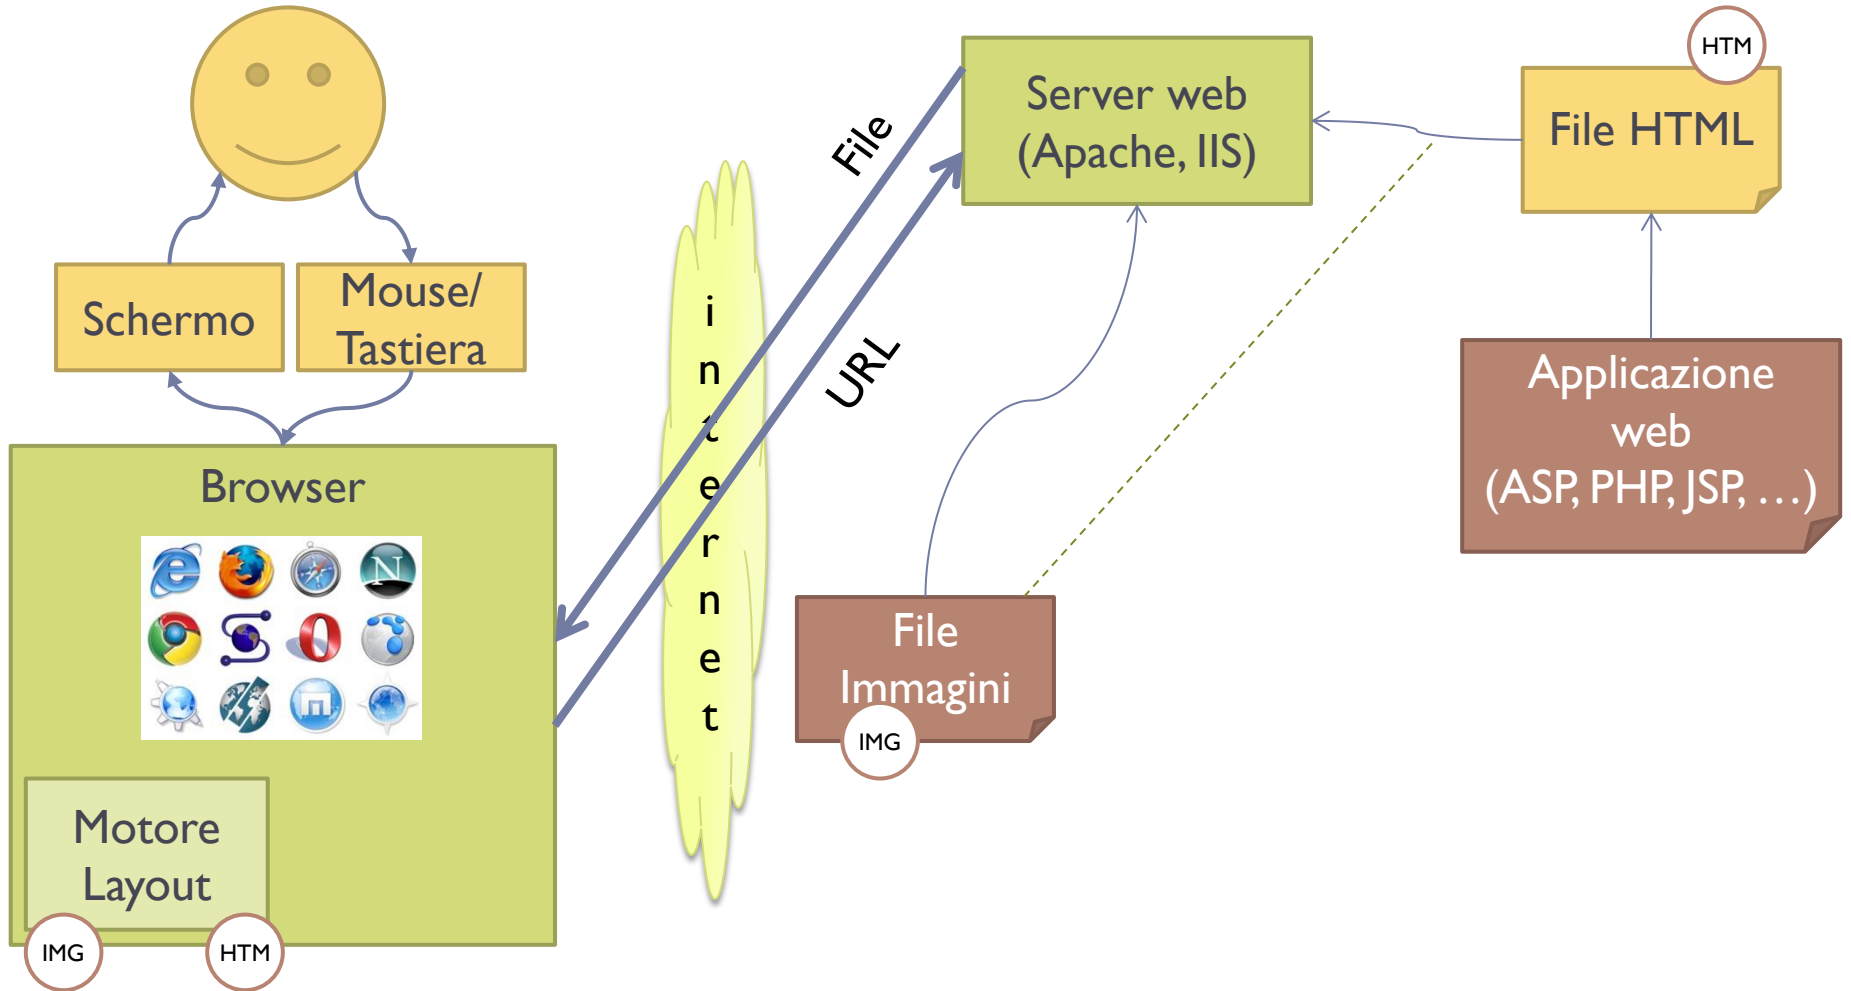 HTM
Server web
(Apache, IIS)
File HTML
File
URL
Schermo
Mouse/
Tastiera
i
n
t
e
r
n
e
t
Applicazione
web
(ASP, PHP, JSP, …)
Browser
N
File
Immagini
IMG
Motore
Layout
IMG
HTM